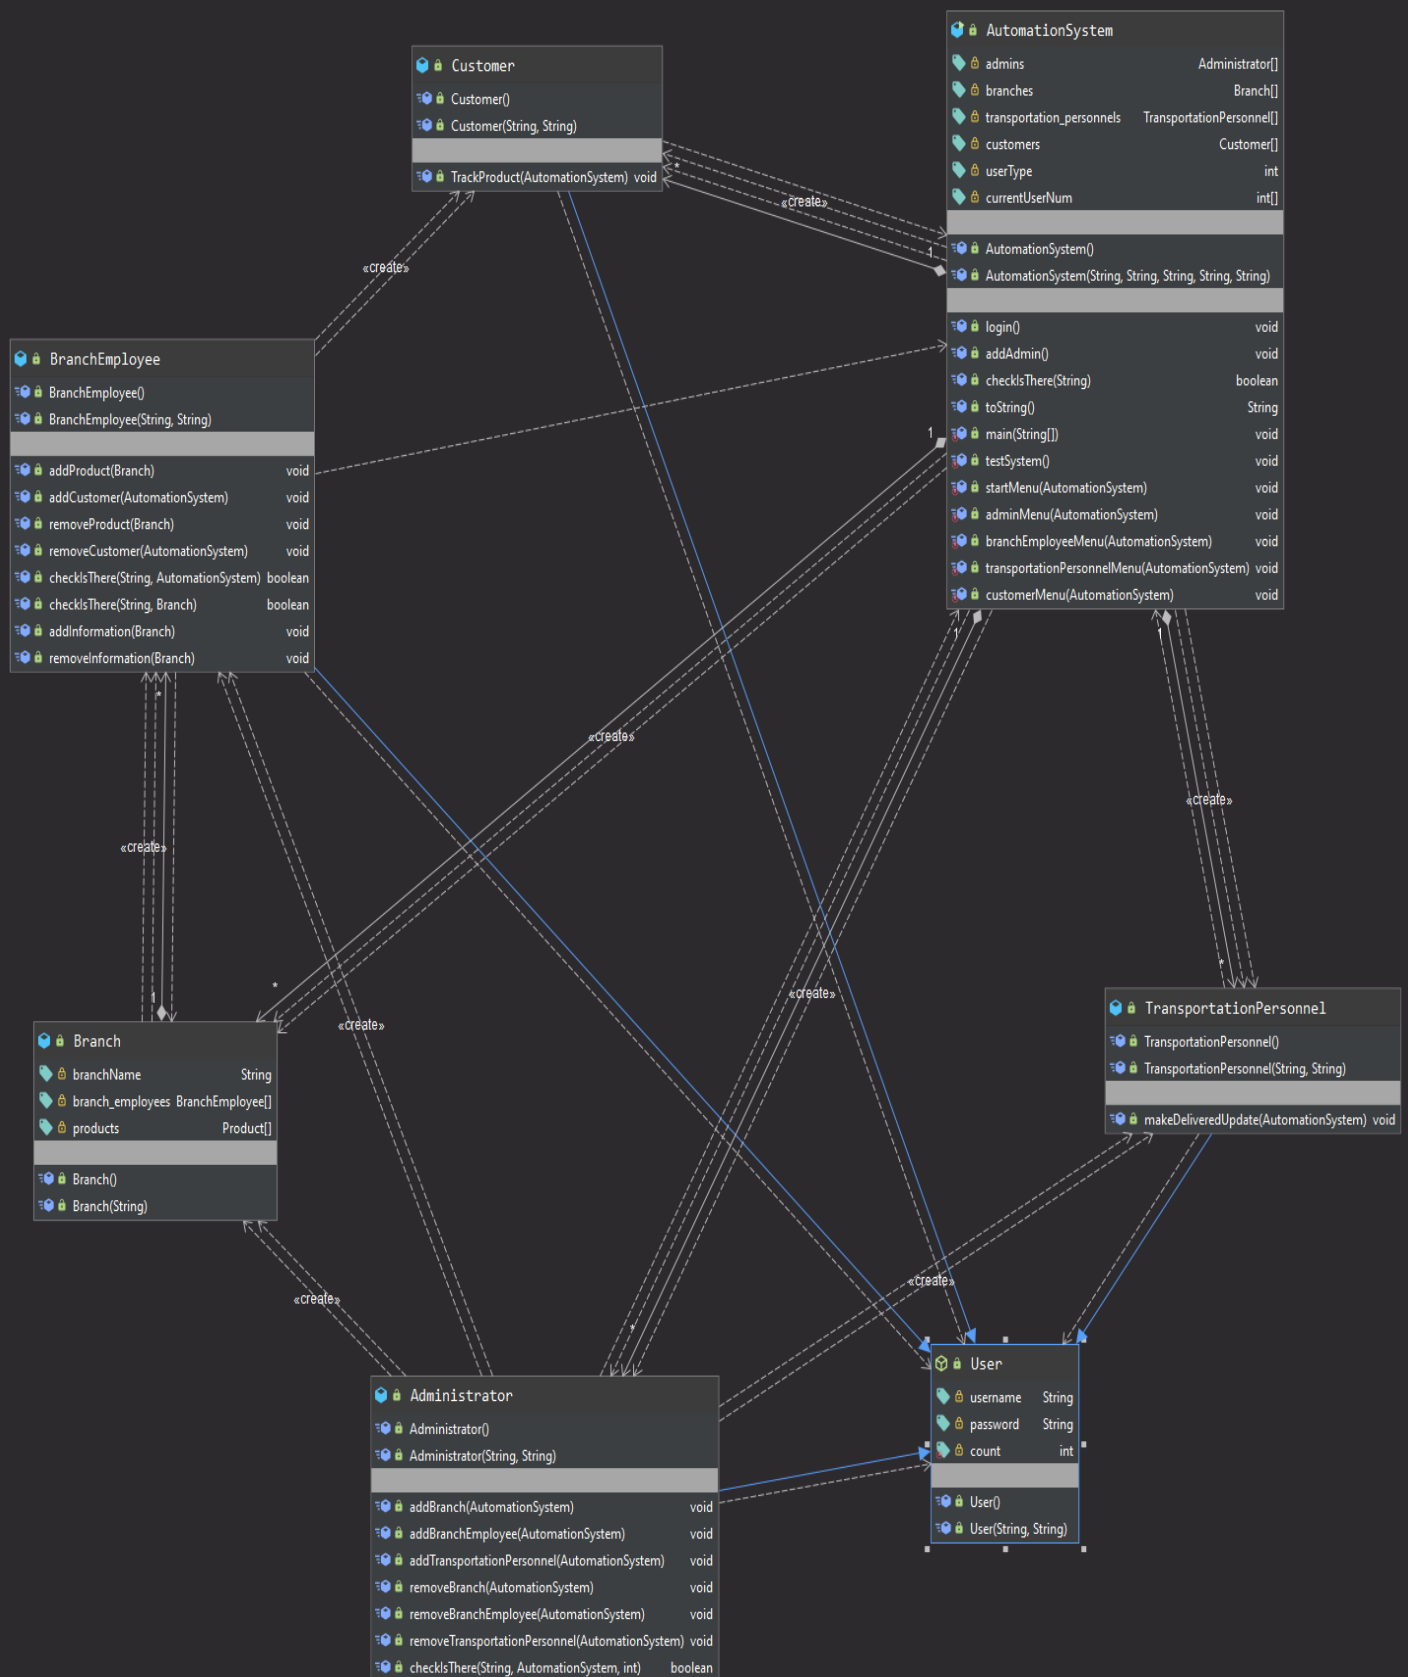 AutomationSystem
admins Administrator[]
branches Branch[]
transportation_personnels TransportationPersonnel[]
customers Customer[]
userType int
currentUserNum int[]
AutomationSystem()
AutomationSystem(String, String, String, String, String)
login() void
addAdmin() void
checkIsThere(String) boolean
toString() String
main(String[]) void
testSystem() void
startMenu(AutomationSystem) void
adminMenu(AutomationSystem) void
branchEmployeeMenu(AutomationSystem) void
transportationPersonnelMenu(AutomationSystem) void
customerMenu(AutomationSystem) void
Customer
Customer()
Customer(String, String)
TrackProduct(AutomationSystem) void
*
«create»
1
«create»
BranchEmployee
BranchEmployee()
BranchEmployee(String, String)
addProduct(Branch) void
addCustomer(AutomationSystem) void
removeProduct(Branch) void
removeCustomer(AutomationSystem) void
checkIsThere(String, AutomationSystem) boolean
checkIsThere(String, Branch) boolean
addInformation(Branch) void
removeInformation(Branch) void
1
1
1
*
«create»
«create»
«create»
*
*
1
«create»
«create»
TransportationPersonnel
TransportationPersonnel()
TransportationPersonnel(String, String)
makeDeliveredUpdate(AutomationSystem) void
Branch
branchName String
branch_employees BranchEmployee[]
products Product[]
Branch()
Branch(String)
«create»
«create»
*
User
username String
password String
count int
User()
User(String, String)
Administrator
Administrator()
Administrator(String, String)
addBranch(AutomationSystem) void
addBranchEmployee(AutomationSystem) void
addTransportationPersonnel(AutomationSystem) void
removeBranch(AutomationSystem) void
removeBranchEmployee(AutomationSystem) void
removeTransportationPersonnel(AutomationSystem) void
checkIsThere(String, AutomationSystem, int) boolean